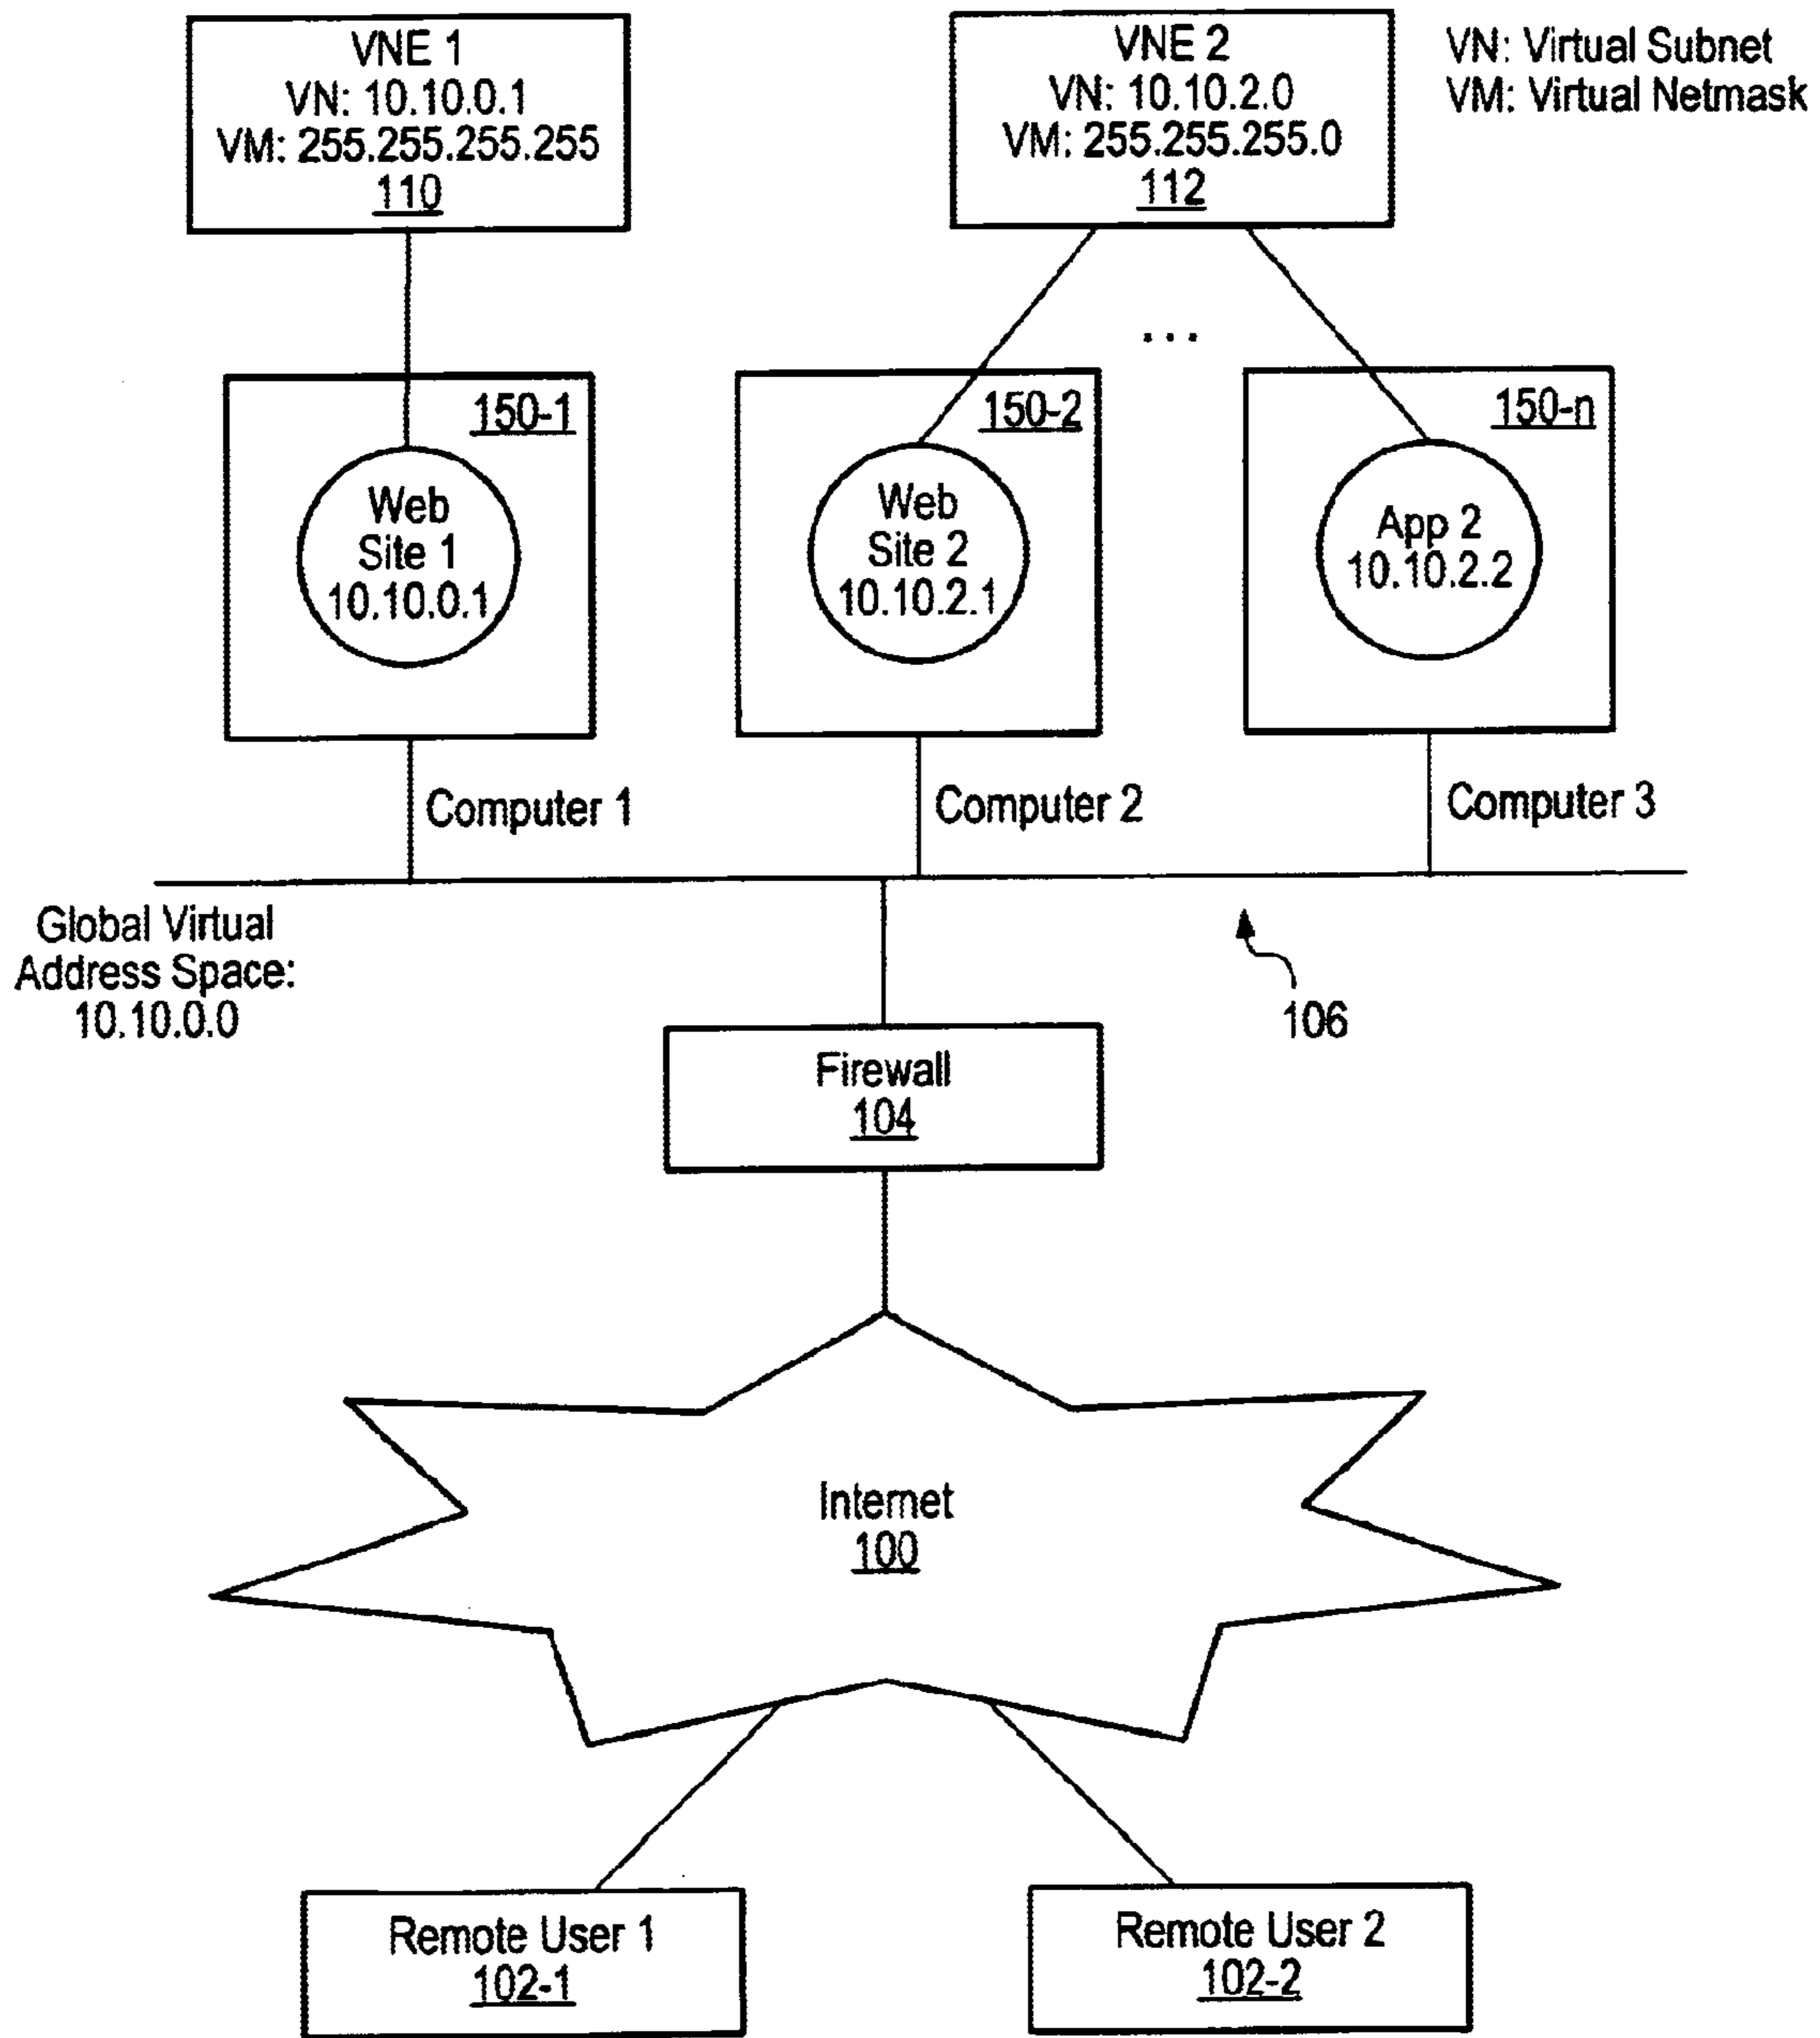 VNE 1
VN: 10.10.0.1
VM: 255.255.255.255
110
VNE 2
VN: 10.10.2.0
VM: 255.255.255.0
112
VN: Virtual Subnet
VM: Virtual Netmask
...
150-1
Web
Site 1
10.10.0.1
150-2
Web
Site 2
10.10.2.1
150-n
App 2
10.10.2.2
Computer 1
Computer 2
Computer 3
Global Virtual
Address Space:
10.10.0.0
106
Firewall
104
Internet
100
Remote User 1
102-1
Remote User 2
102-2